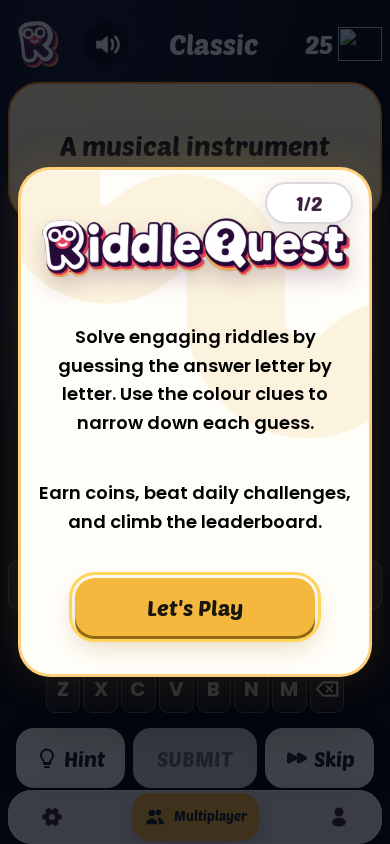 Classic
25
A musical instrument
1/2
RiddleQuest
Solve engaging riddles by
guessing the answer letter by
letter. Use the colour clues to
narrow down each guess.
Earn coins, beat daily challenges,
and climb the leaderboard.
Let's Play
Z X C V B N M
Hint SUBMIT Skip
Multiplayer